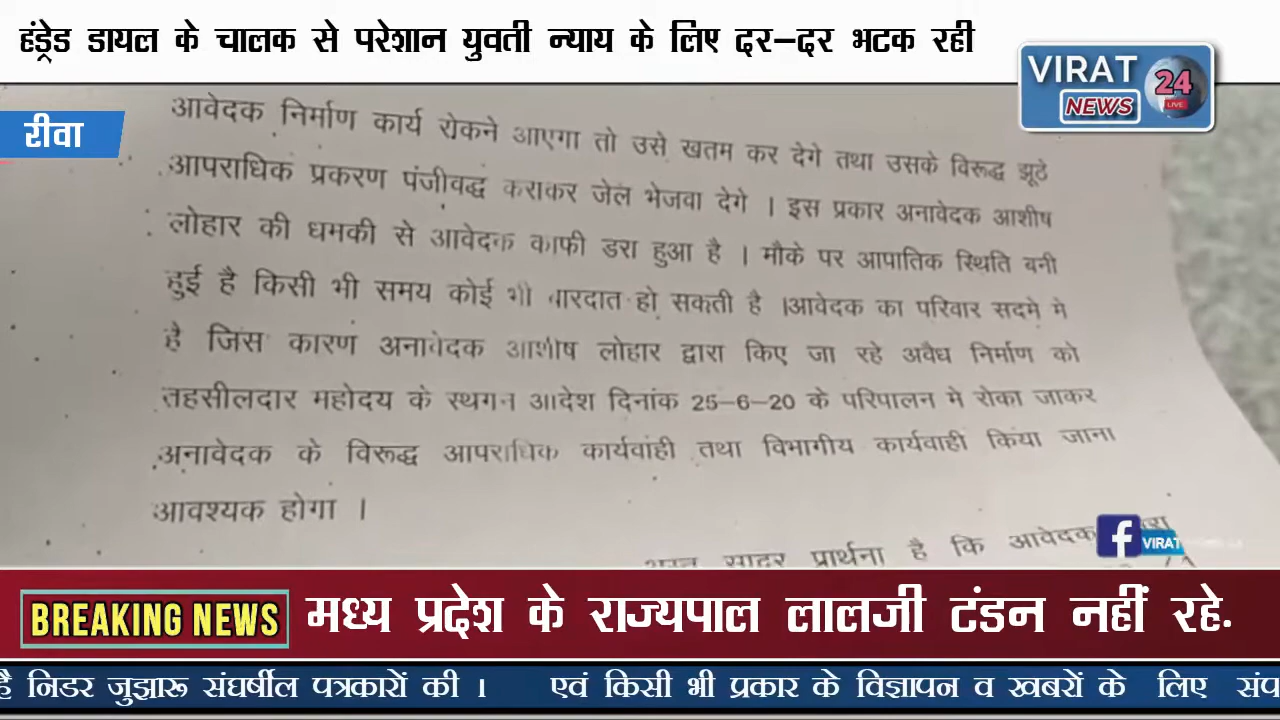 हंड्रेड डायल के चालक से परेशान युवती न्याय के लिए दर-दर भटक रही
VIRAT 24
NEWS LIVE
रीवा
आवेदक निर्माण कार्य रोकने आएगा तो उसे खतम कर देगे तथा उसके विरूद्ध झूठे
आपराधिक प्रकरण पंजीवद्ध कराकर जेल भेजवा देगे । इस प्रकार अनावेदक आशीष
लोहार की धमकी से आवेदक काफी डरा हुआ है । मौके पर आपातिक स्थिति बनी
हुई है किसी भी समय कोई भी वारदात हो सकती है ।आवेदक का परिवार सदमे मे
है जिस कारण अनावेदक आशीष लोहार द्वारा किए जा रहे अवैध निर्माण को
तहसीलदार महोदय के स्थगन आदेश दिनांक 25-6-20 के परिपालन मे रोका जाकर
अनावेदक के विरूद्ध आपराधिक कार्यवाही तथा विभागीय कार्यवाही किया जाना
आवश्यक होगा ।
सादर प्रार्थना है कि आवेदक
f VIRAT
BREAKING NEWS मध्य प्रदेश के राज्यपाल लालजी टंडन नहीं रहे.
है निडर जुझारू संघर्षील पत्रकारों की । एवं किसी भी प्रकार के विज्ञापन व खबरों के लिए संप